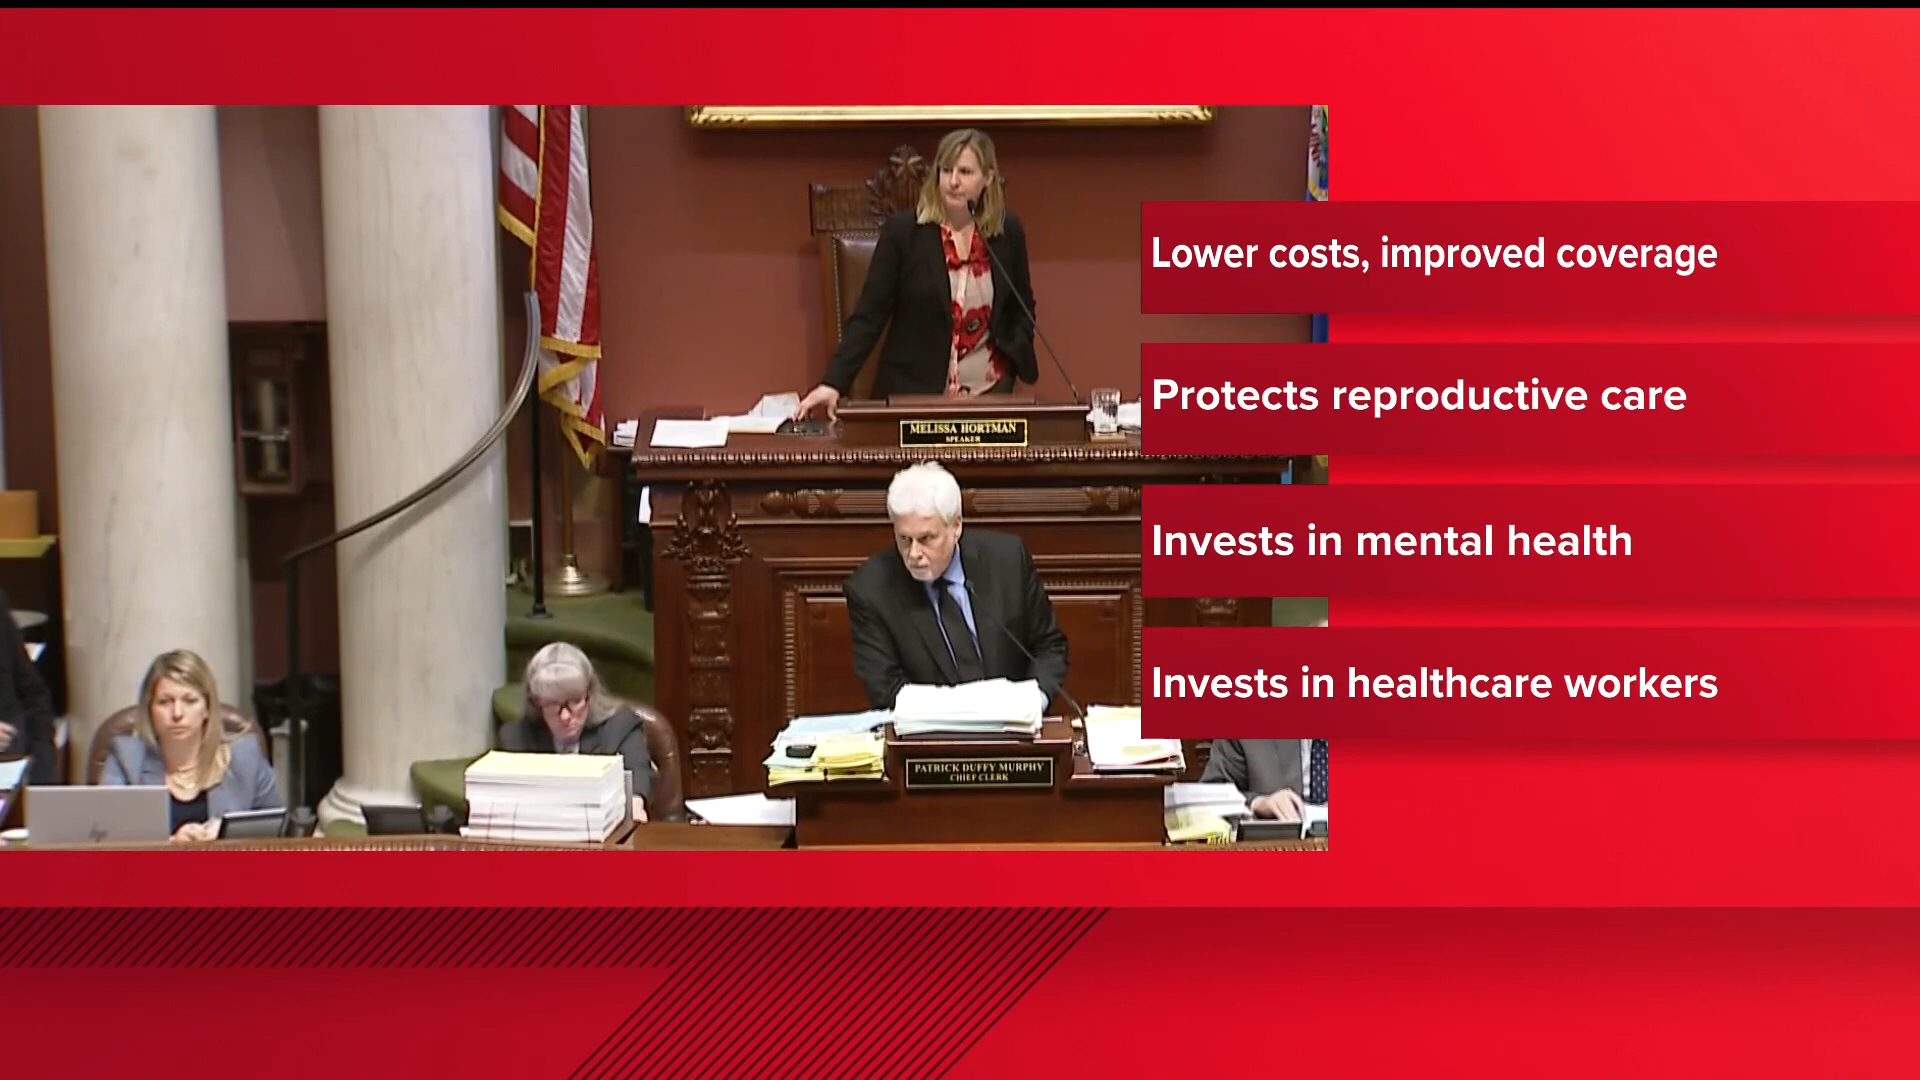 Lower costs, improved coverage
Protects reproductive care
Invests in mental health
Invests in healthcare workers
MELISSA HORTMAN
SPEAKER
PATRICK DUFFY MURPHY
CHIEF CLERK
hp